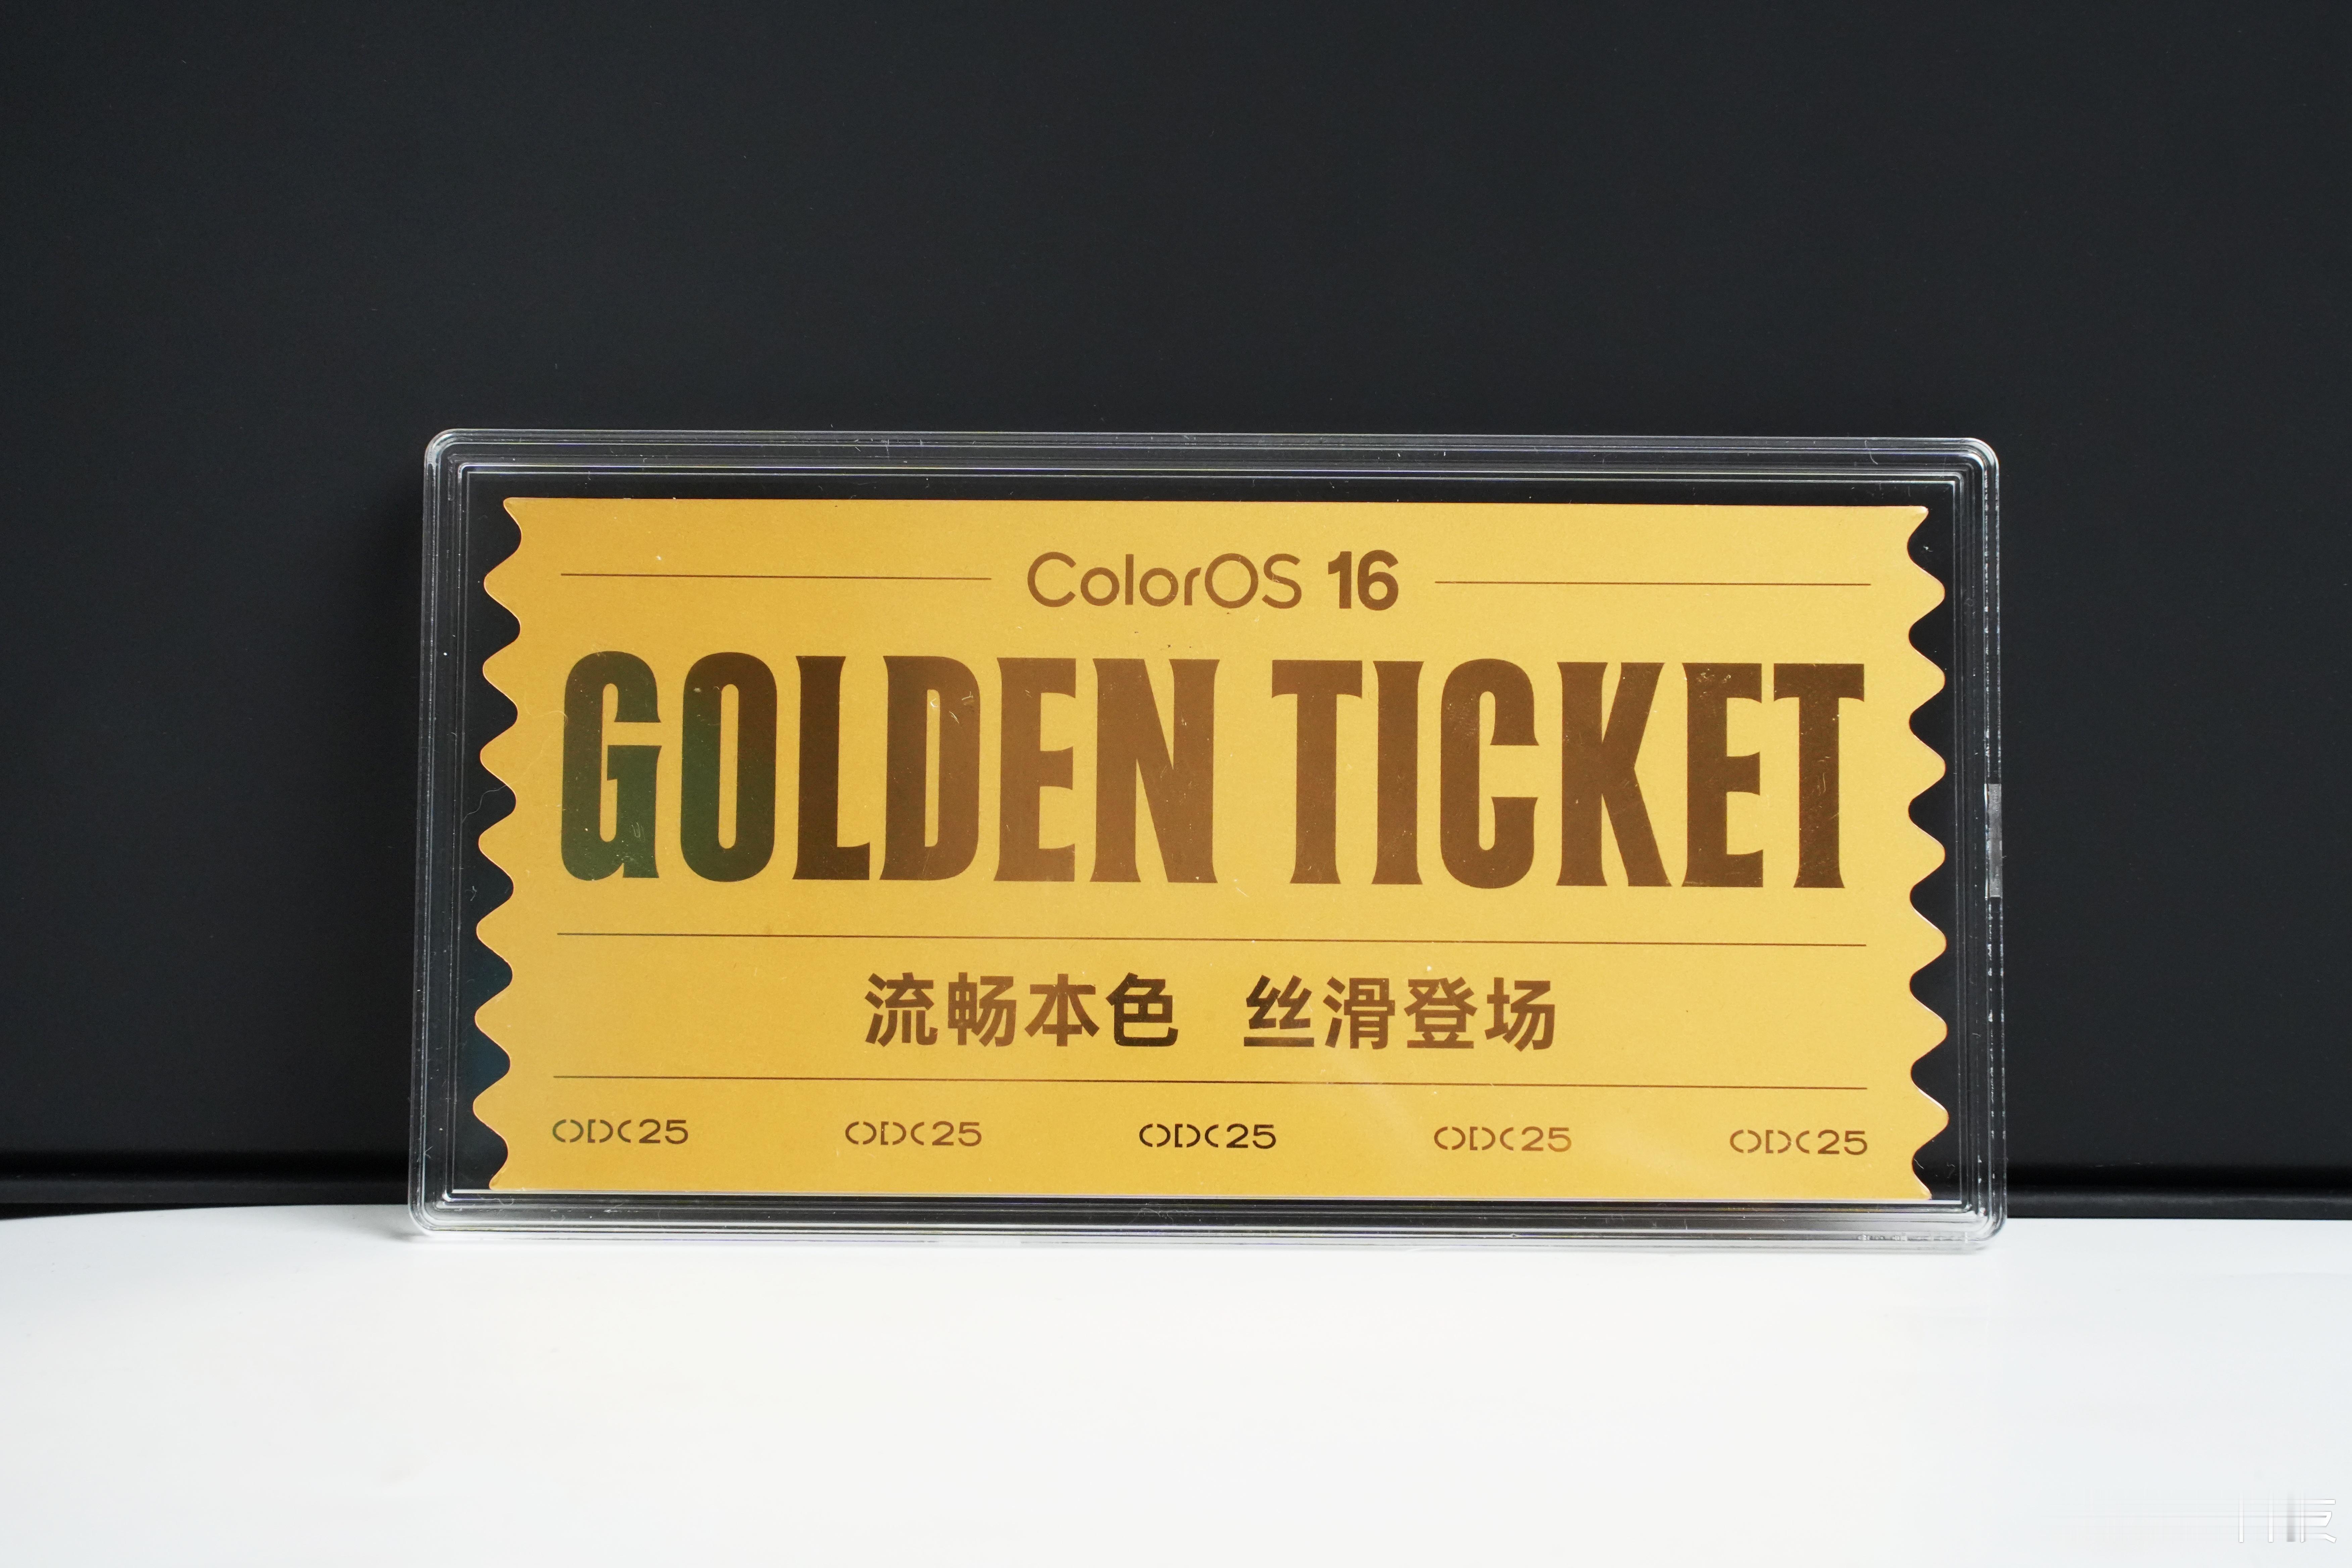 ColorOS 16
GOLDEN TICKET
流畅本色 丝滑登场
ODC25 ODC25 ODC25 ODC25 ODC25